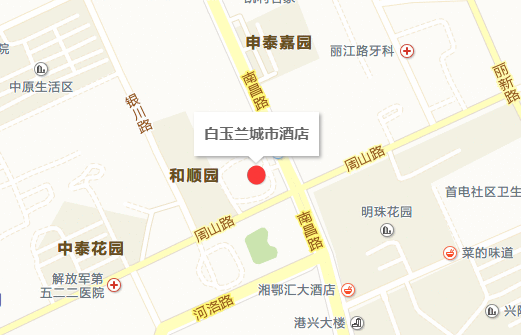 申泰嘉园
丽江路牙科
院
中原生活区
南昌路
丽新路
银川路
白玉兰城市酒店
周山路
和顺园
首电社区卫生
明珠花园
南昌路
周山路
中泰花园
菜的味道
解放军第
五二二医院
湘鄂汇大酒店
河洛路
港兴大楼